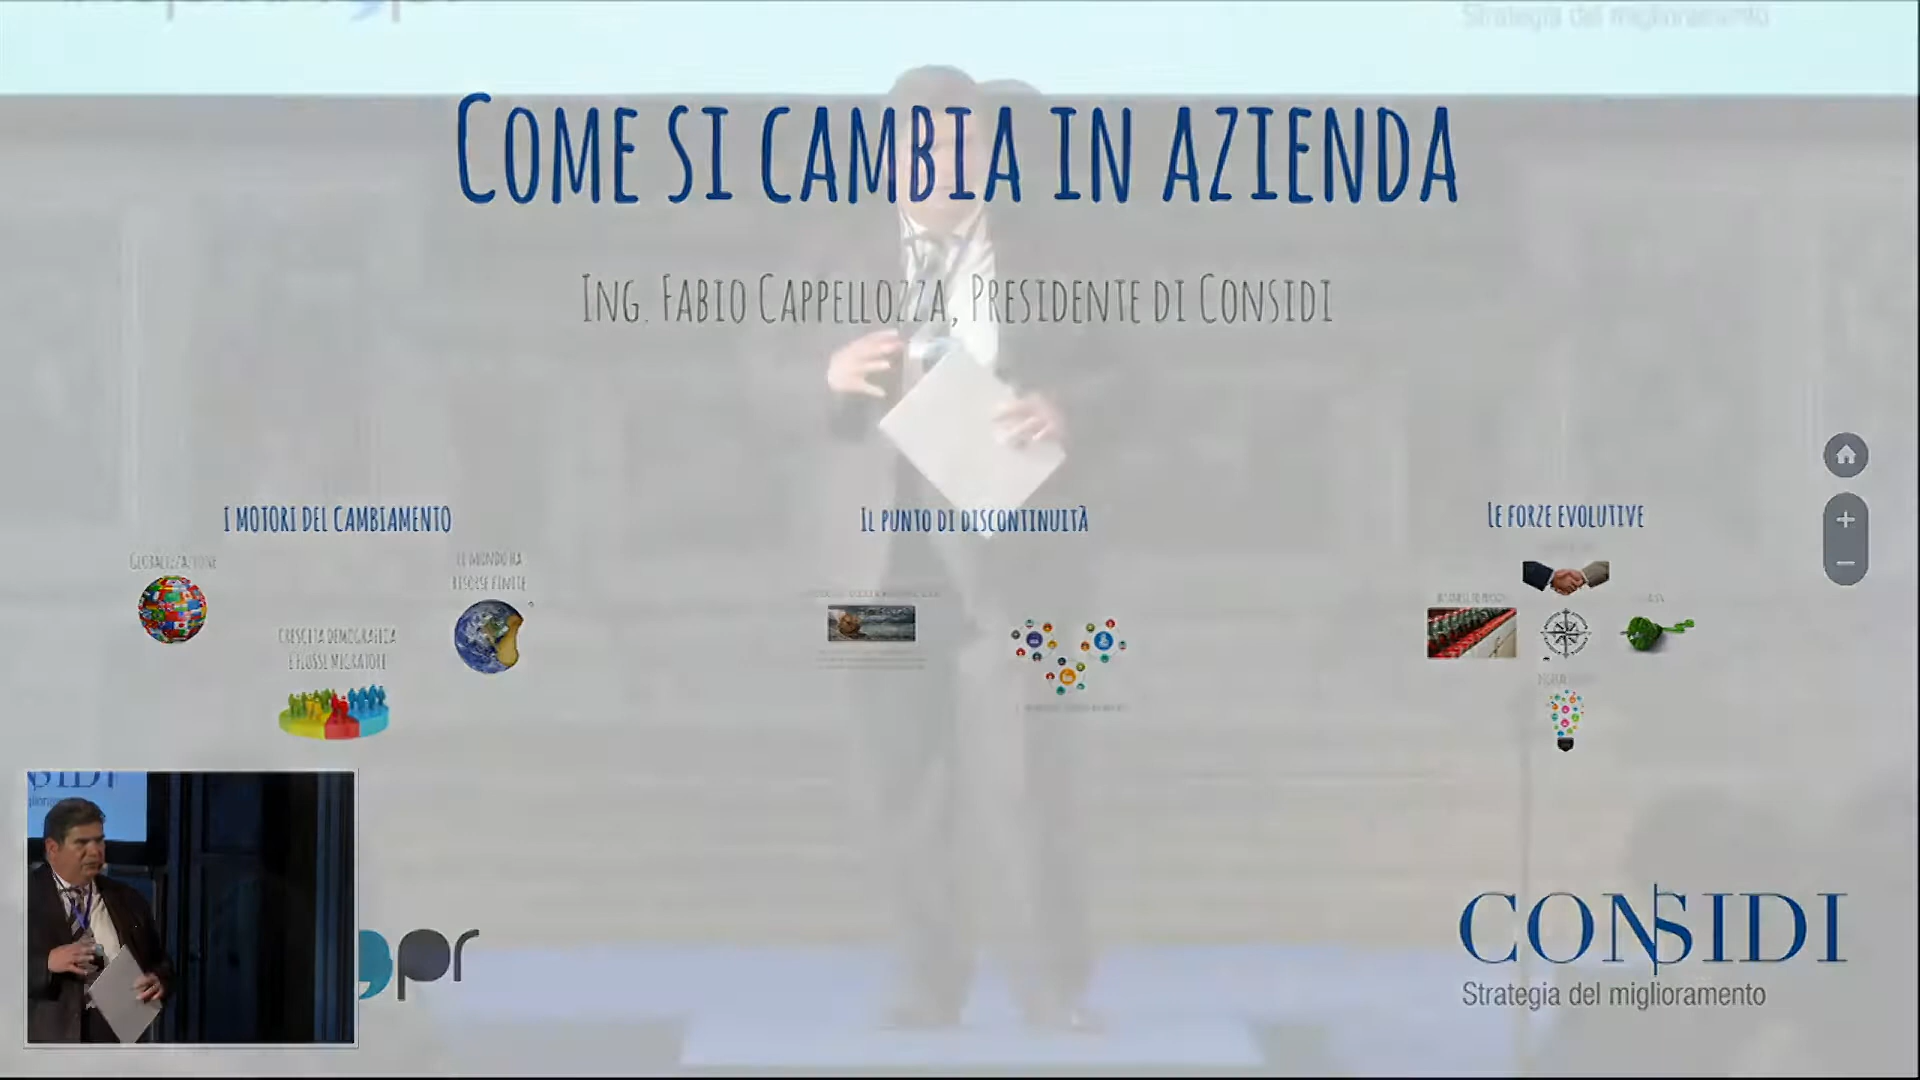 Strategia del miglioramento
COME SI CAMBIA IN AZIENDA
ING. FABIO CAPPELLOZZA, PRESIDENTE DI CONSIDI
I MOTORI DEL CAMBIAMENTO
GLOBALIZZAZIONE
IL MONDO HA
RISORSE FINITE
CRESCITA DEMOGRAFICA
E FLUSSI MIGRATORI
IL PUNTO DI DISCONTINUITÀ
LE FORZE EVOLUTIVE
pr
CONSIDI
Strategia del miglioramento